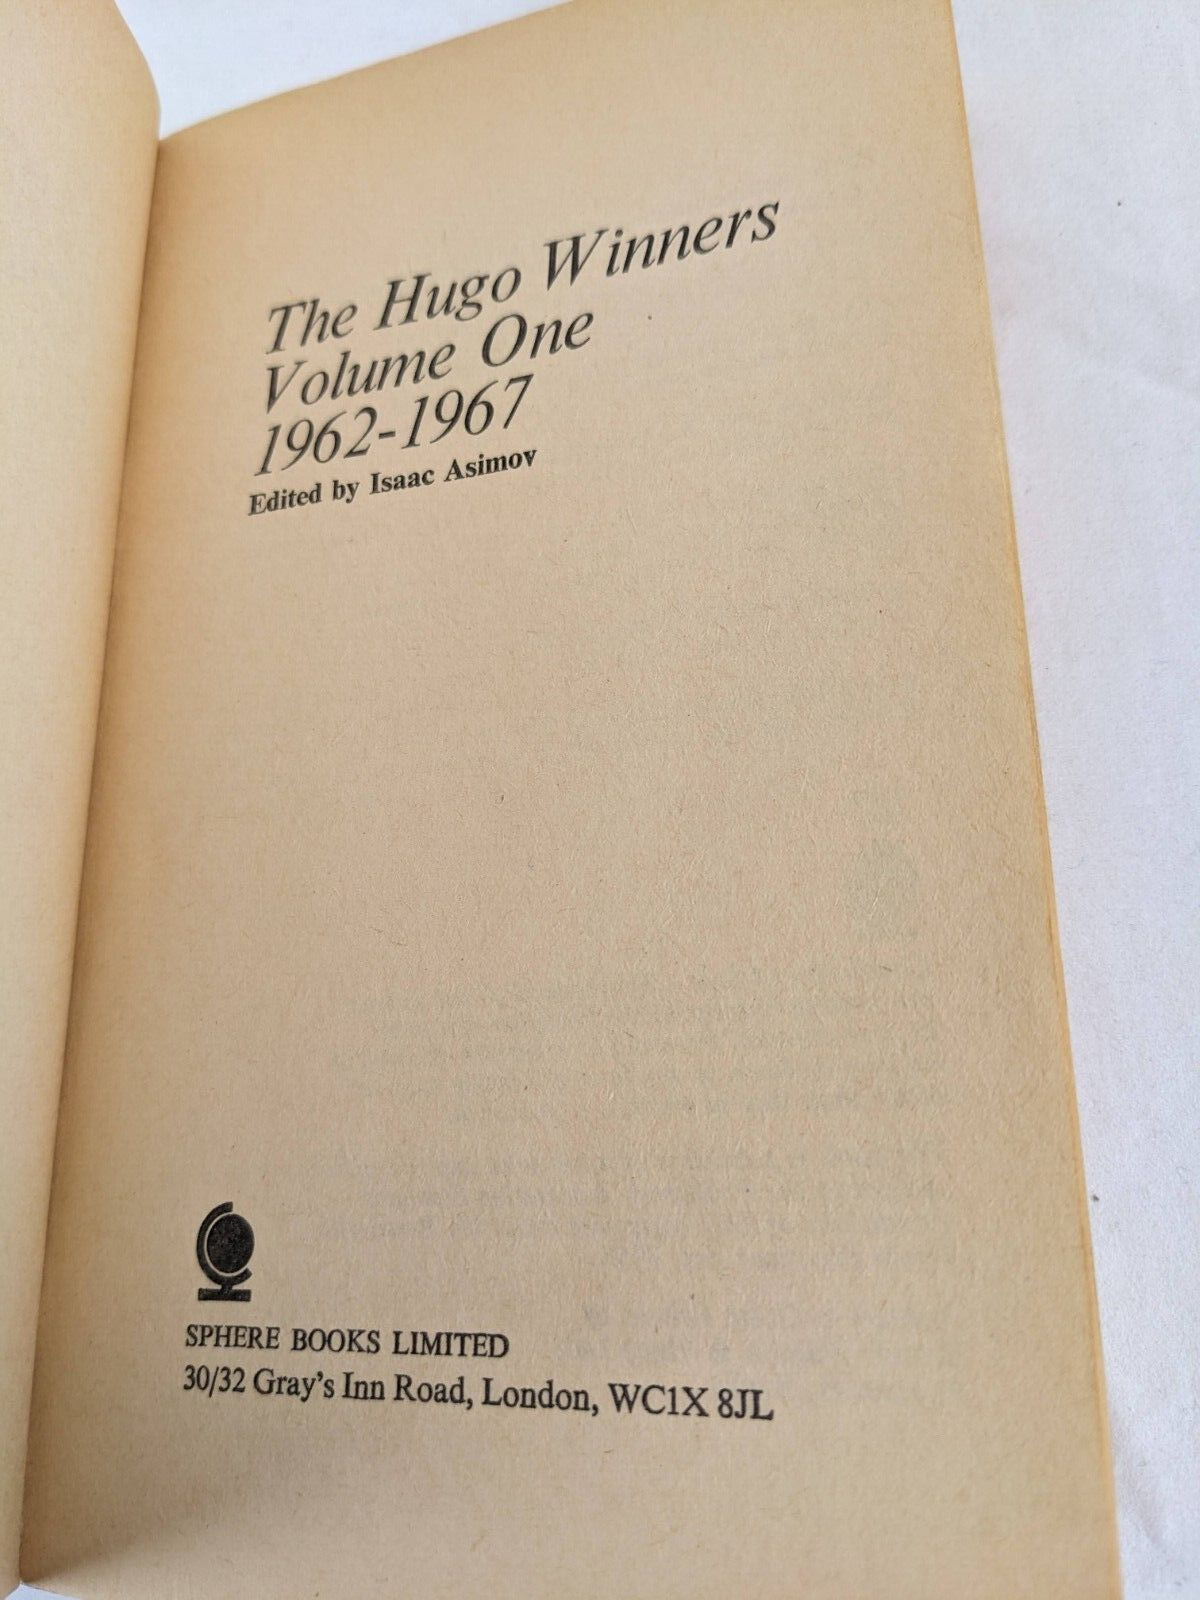 The Hugo Winners
Volume One
1962-1967
Edited by Isaac Asimov
SPHERE BOOKS LIMITED
30/32 Gray's Inn Road, London, WC1X 8JL